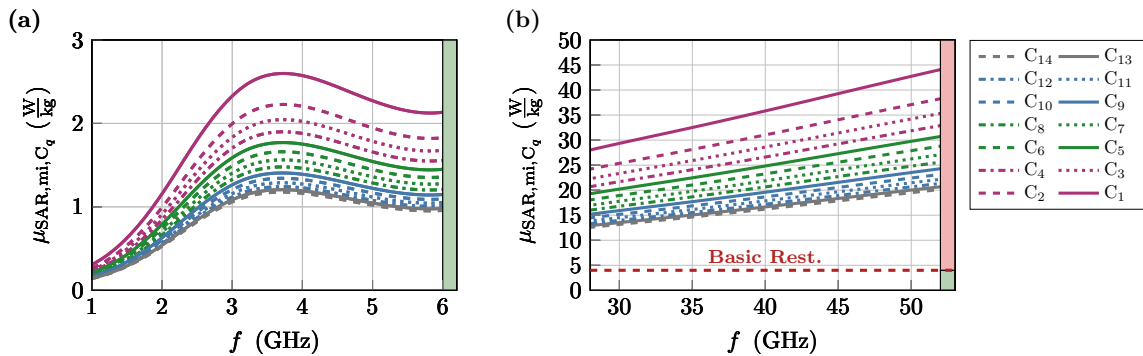 (a)
μSAR,mi,Cq (W/kg)
3
2
1
0
1 2 3 4 5 6
f (GHz)
(b)
μSAR,mi,Cq (W/kg)
50
45
40
35
30
25
20
15
10
5
0
Basic Rest.
30 35 40 45 50
f (GHz)
C14 C13
C12 C11
C10 C9
C8 C7
C6 C5
C4 C3
C2 C1